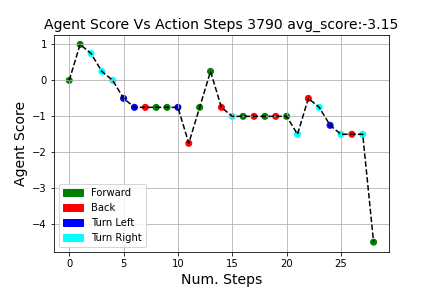 Agent Score Vs Action Steps 3790 avg_score:-3.15
1
0
−1
−2
−3
−4
Agent Score
Forward
Back
Turn Left
Turn Right
0 5 10 15 20 25
Num. Steps